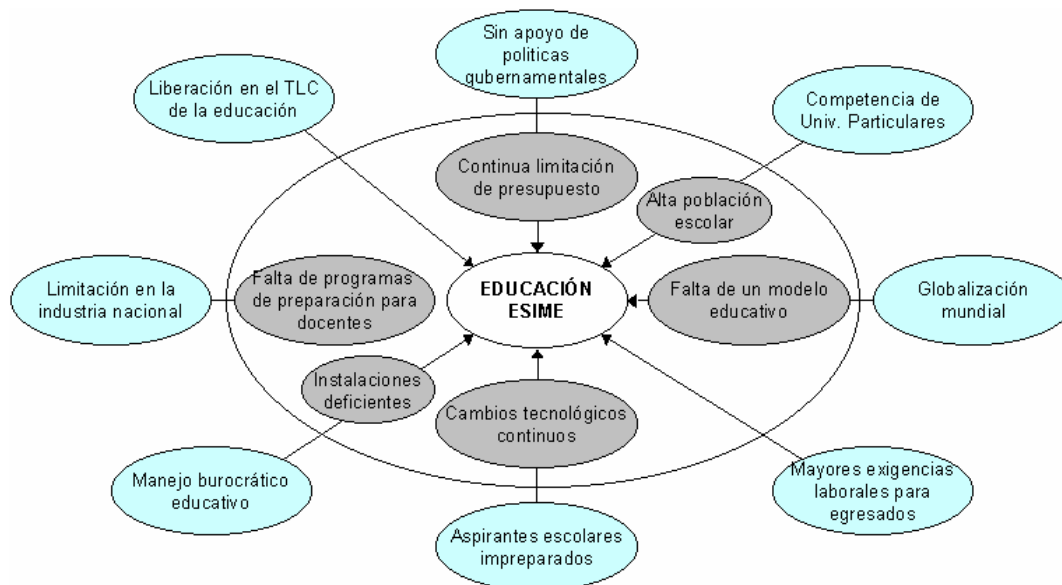 Sin apoyo de
politicas
gubernamentales
Liberación en el TLC
de la educación
Competencia de
Univ. Particulares
Continua limitación
de presupuesto
Alta población
escolar
Limitación en la
industria nacional
Falta de programas
de preparación para
docentes
EDUCACIÓN
ESIME
Falta de un modelo
educativo
Globalización
mundial
Instalaciones
deficientes
Cambios tecnológicos
continuos
Manejo burocrático
educativo
Aspirantes escolares
impreparados
Mayores exigencias
laborales para
egresados